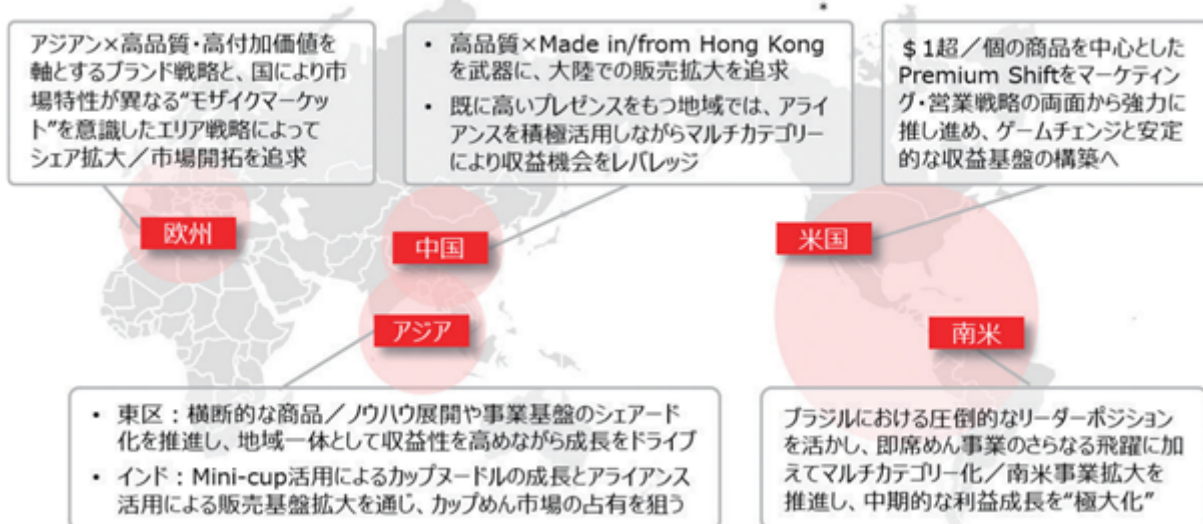 アジアン×高品質・高付加価値を
軸とするブランド戦略と、国により市
場特性が異なる“モザイクマーケッ
ト”を意識したエリア戦略によって
シェア拡大／市場開拓を追求
• 高品質×Made in/from Hong Kong
を武器に、大陸での販売拡大を追求
• 既に高いプレゼンスをもつ地域では、アライ
アンスを積極活用しながらマルチカテゴリー
により収益機会をレバレッジ
＄1超／個の商品を中心とした
Premium Shiftをマーケティン
グ・営業戦略の両面から強力に
推し進め、ゲームチェンジと安定
的な収益基盤の構築へ
欧州
中国
米国
アジア
南米
• 東区：横断的な商品／ノウハウ展開や事業基盤のシェアード
化を推進し、地域一体として収益性を高めながら成長をドライブ
• インド：Mini-cup活用によるカップヌードルの成長とアライアンス
活用による販売基盤拡大を通じ、カップめん市場の占有を狙う
ブラジルにおける圧倒的なリーダーポジション
を活かし、即席めん事業のさらなる飛躍に加
えてマルチカテゴリー化／南米事業拡大を
推進し、中期的な利益成長を“極大化”